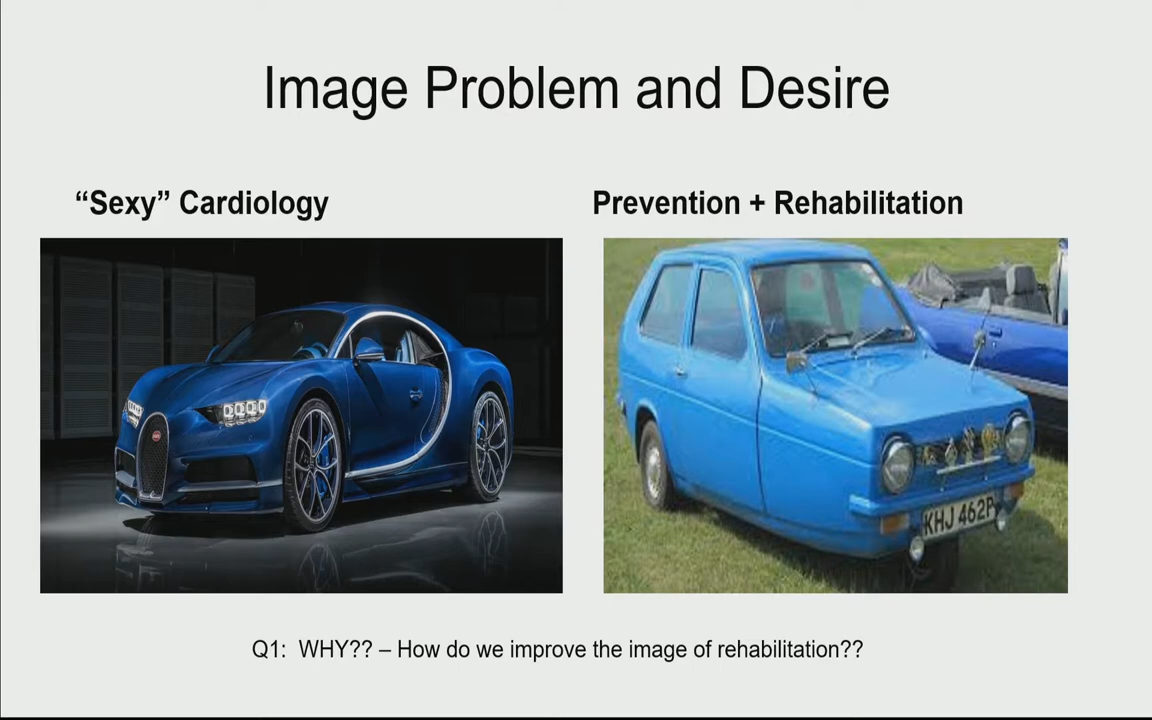 Image Problem and Desire
“Sexy” Cardiology
Prevention + Rehabilitation
KHJ 462P
Q1: WHY?? – How do we improve the image of rehabilitation??